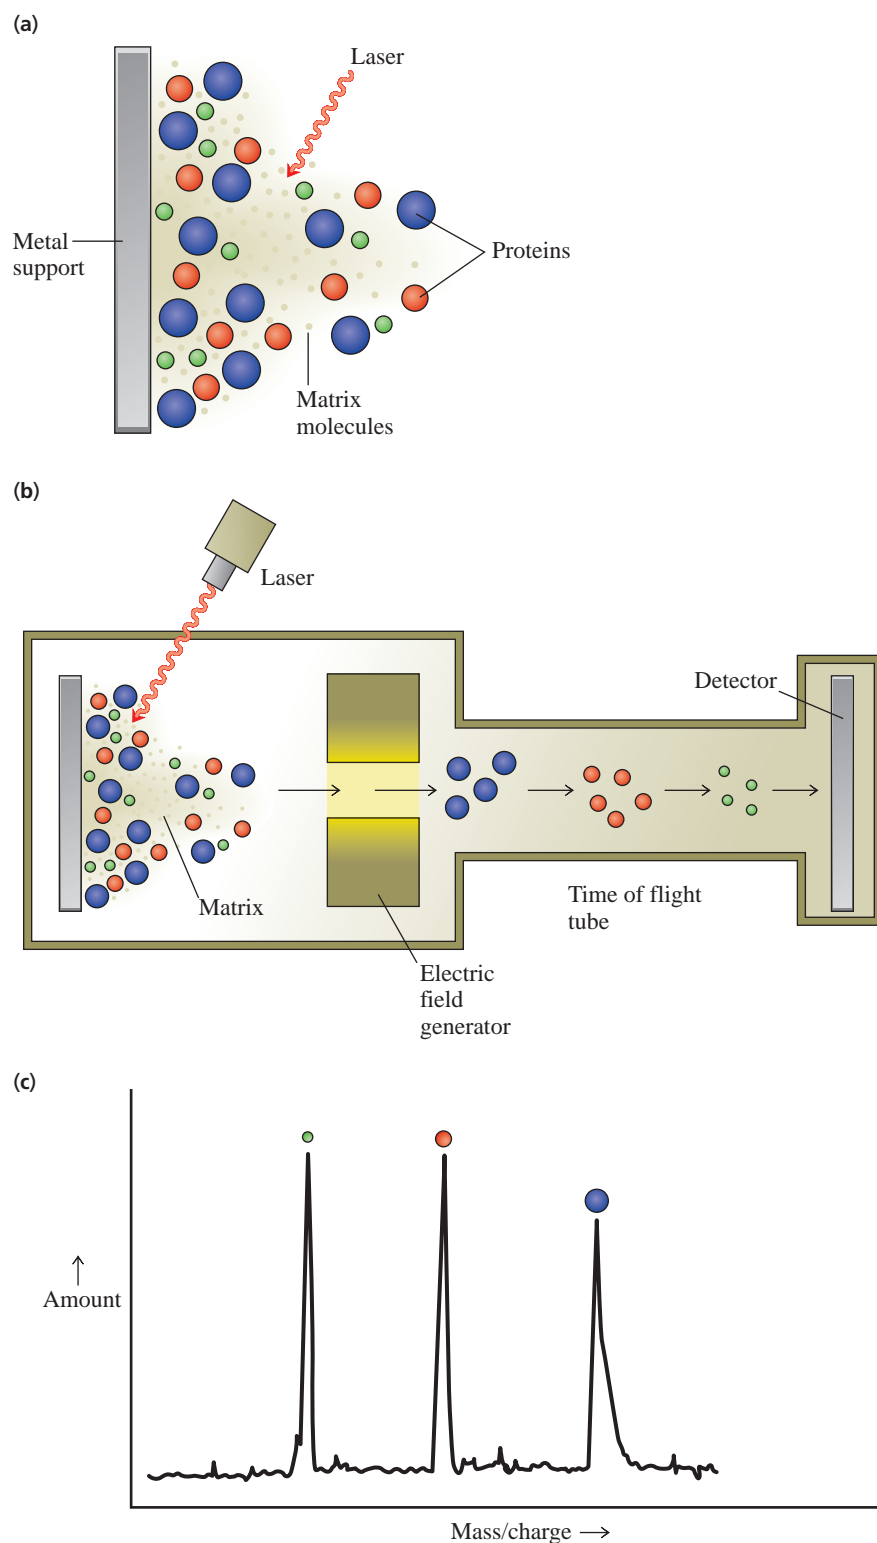 (a)
Laser
Metal
support
Proteins
Matrix
molecules
(b)
Laser
Detector
Matrix
Time of flight
tube
Electric
field
generator
(c)
Amount
Mass/charge